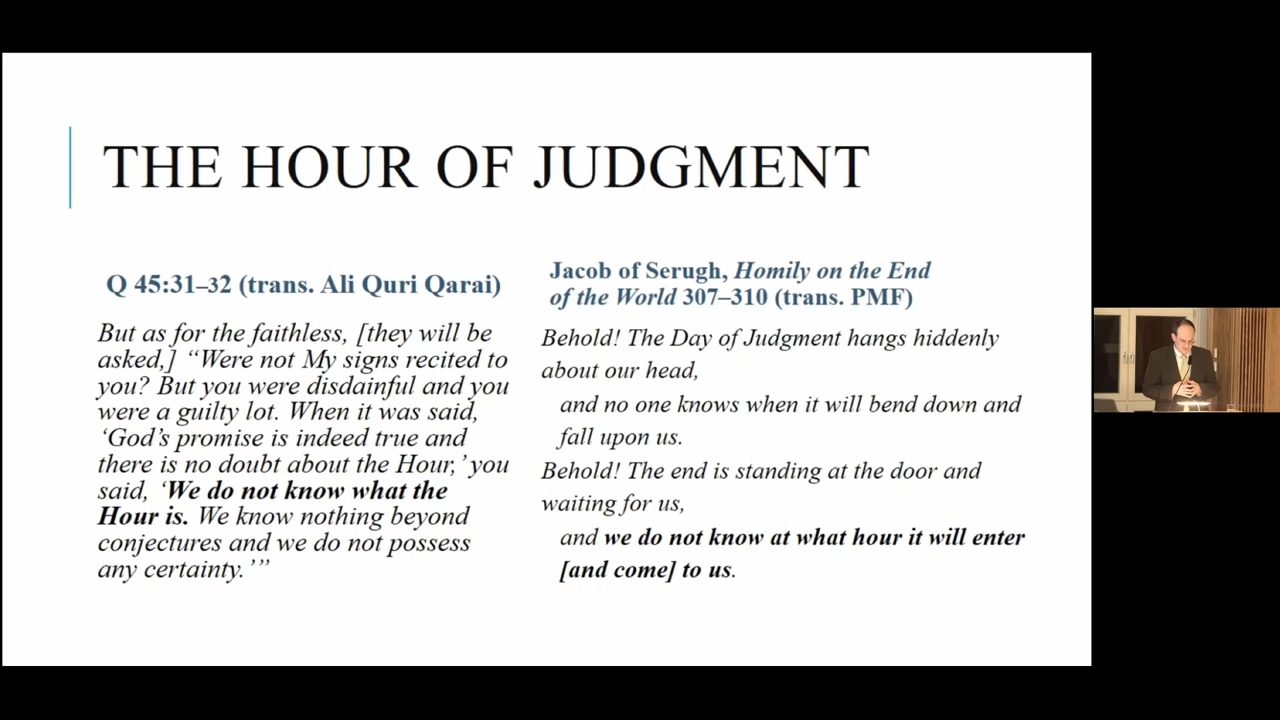 THE HOUR OF JUDGMENT
Q 45:31–32 (trans. Ali Quri Qarai)
But as for the faithless, [they will be
asked,] “Were not My signs recited to
you? But you were disdainful and you
were a guilty lot. When it was said,
‘God’s promise is indeed true and
there is no doubt about the Hour,’ you
said, ‘We do not know what the
Hour is. We know nothing beyond
conjectures and we do not possess
any certainty.’”
Jacob of Serugh, Homily on the End
of the World 307–310 (trans. PMF)
Behold! The Day of Judgment hangs hiddenly
about our head,
and no one knows when it will bend down and
fall upon us.
Behold! The end is standing at the door and
waiting for us,
and we do not know at what hour it will enter
[and come] to us.